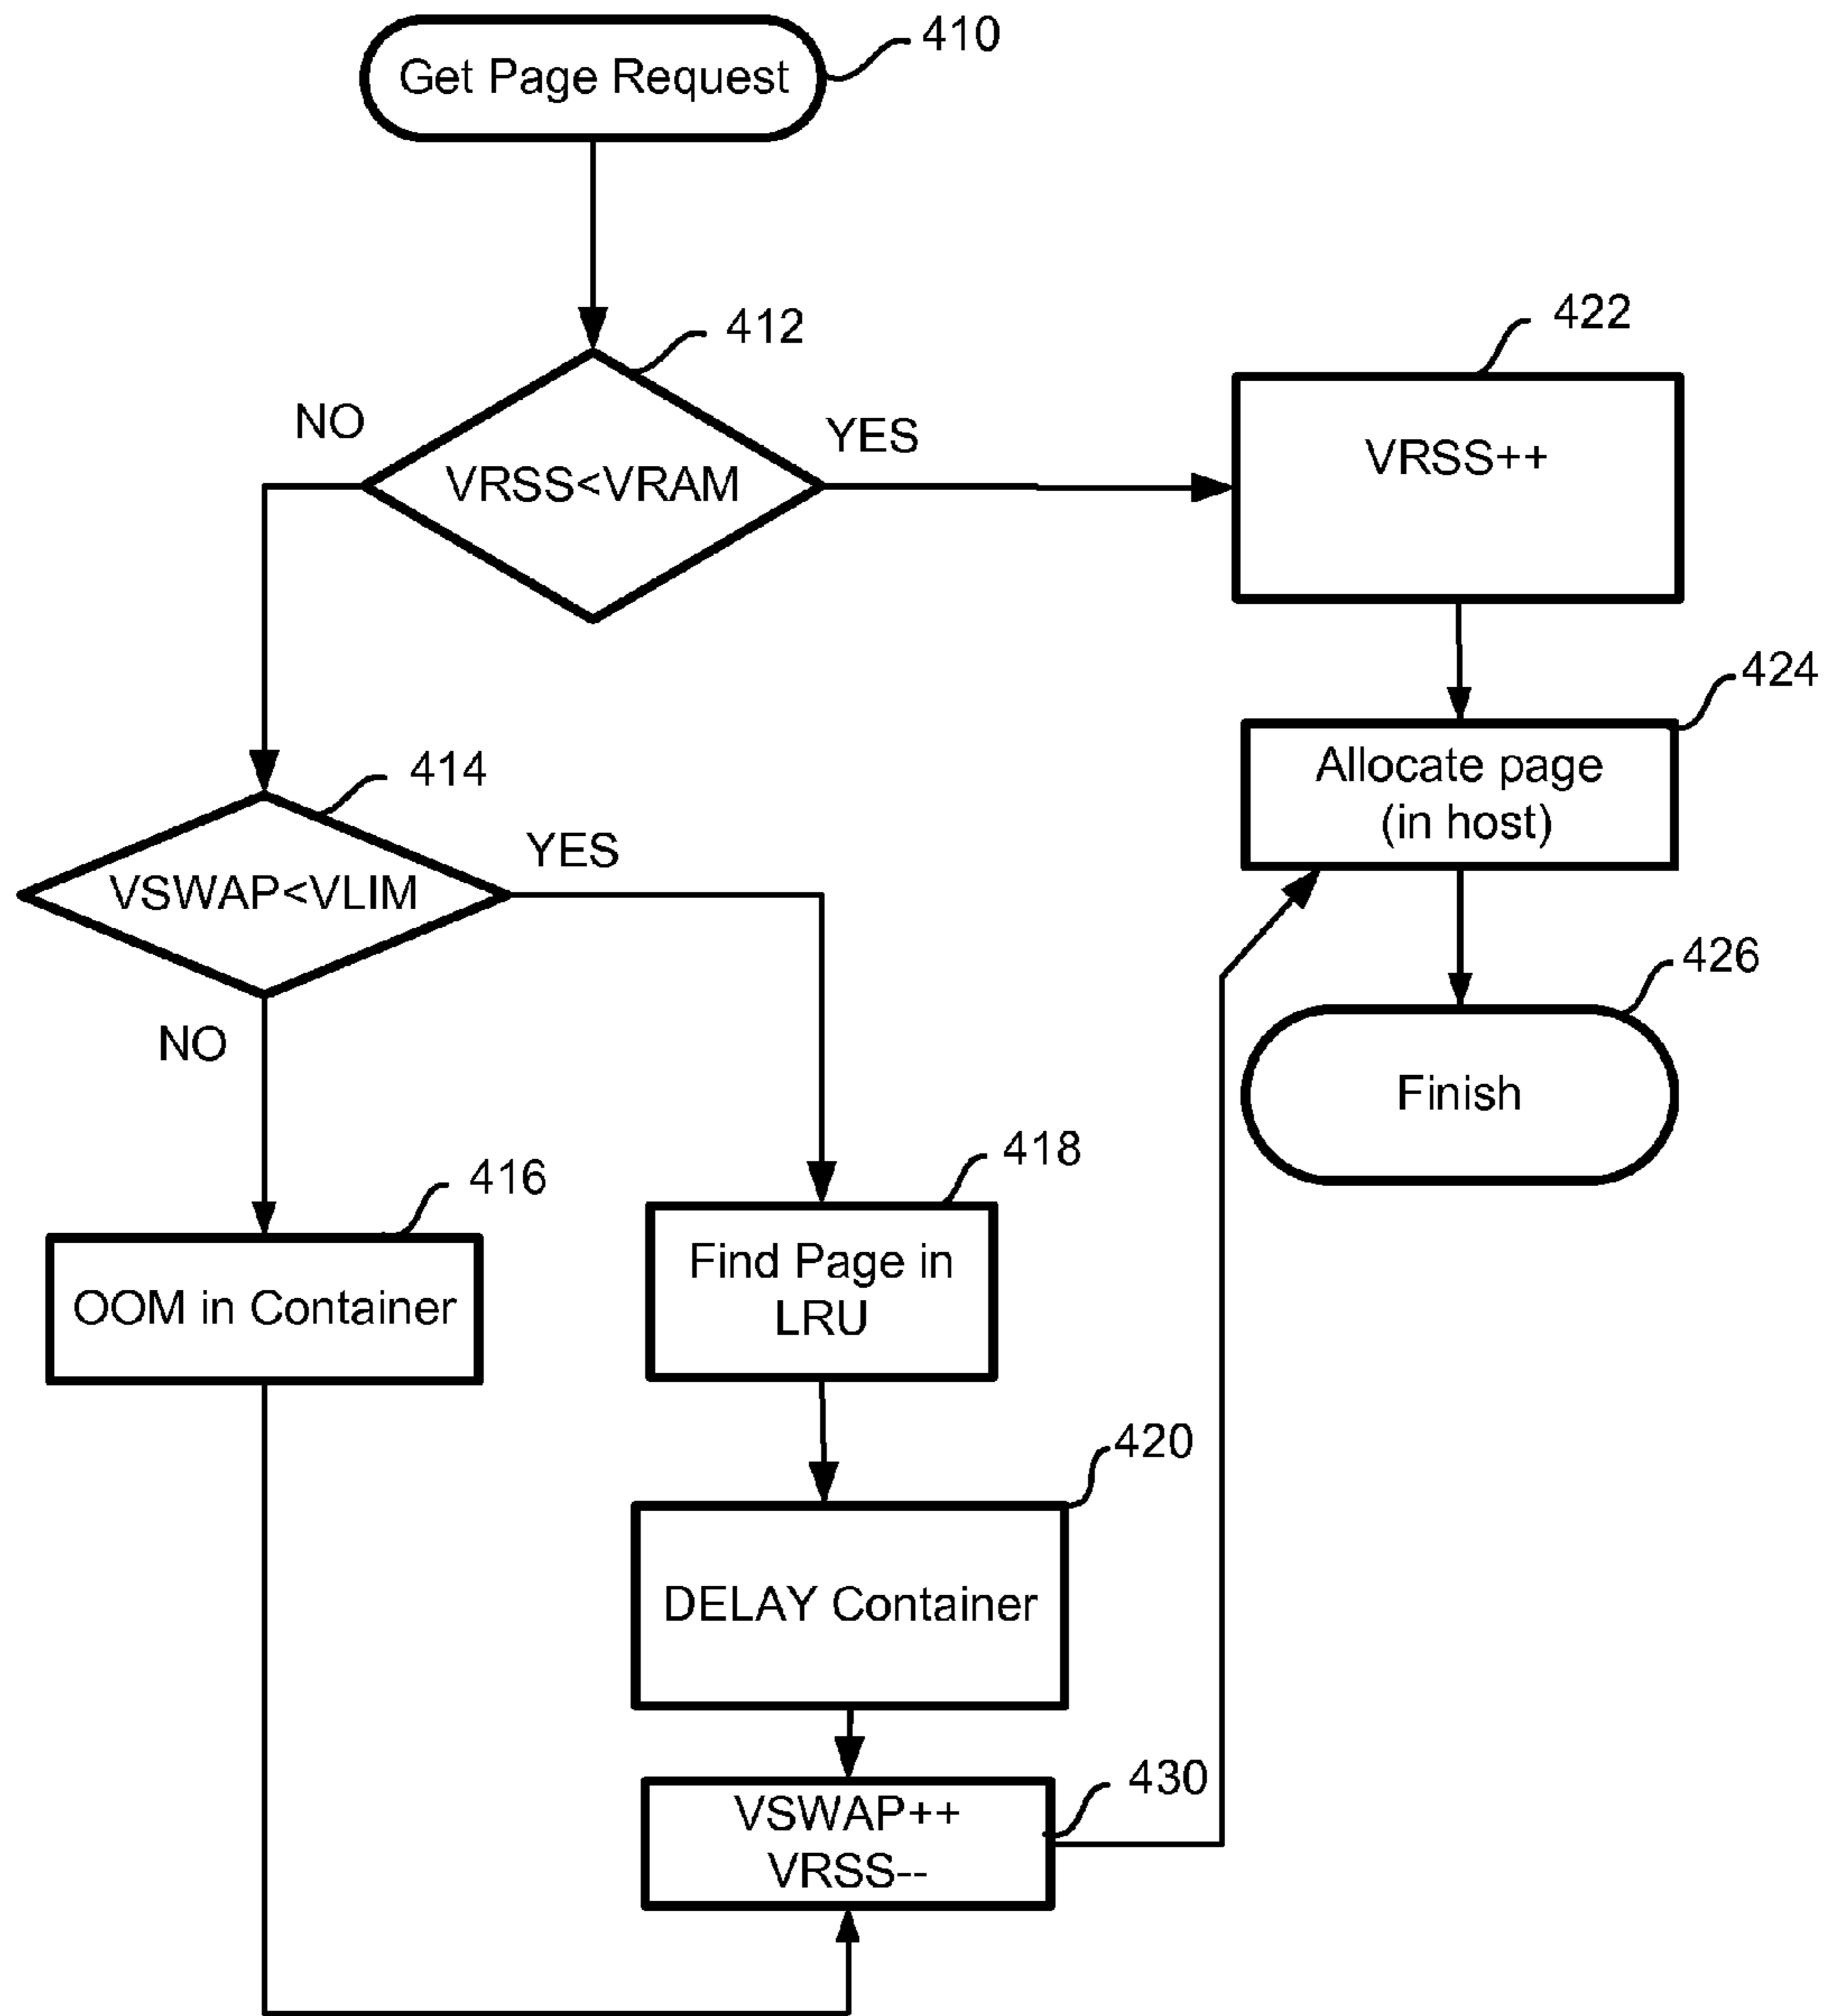 Get Page Request
410
412
NO
YES
VRSS<VRAM
422
VRSS++
424
Allocate page
(in host)
414
YES
VSWAP<VLIM
NO
426
Finish
416
OOM in Container
418
Find Page in
LRU
420
DELAY Container
430
VSWAP++
VRSS--